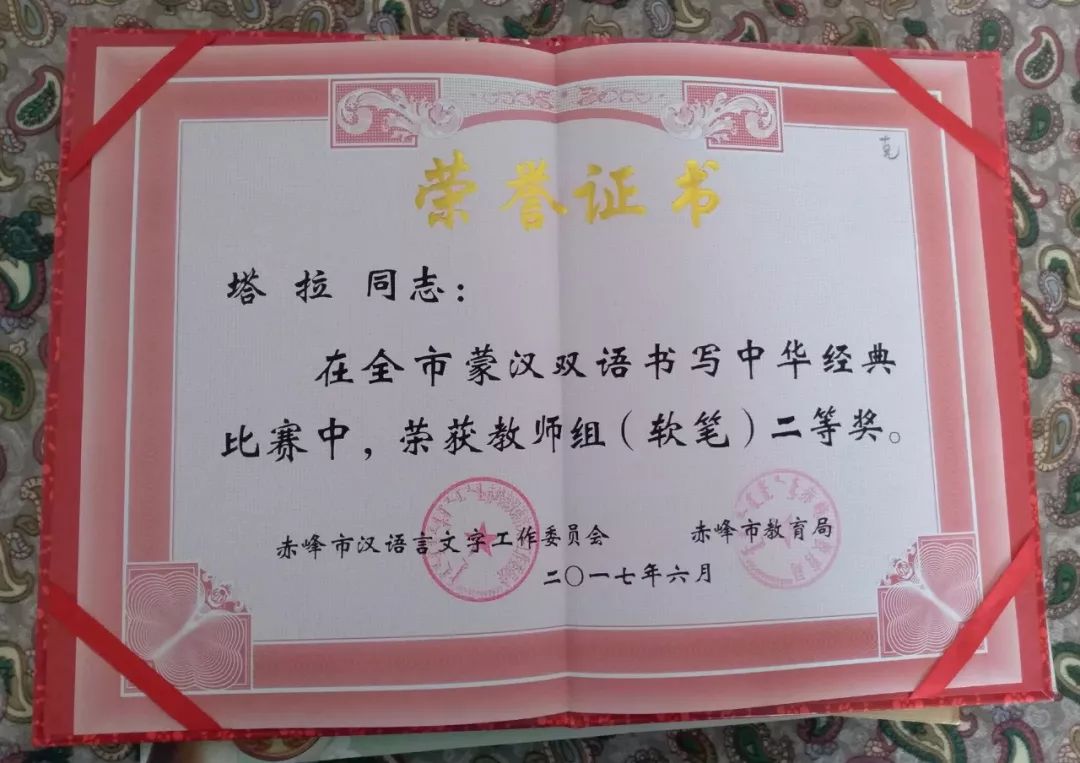 荣誉证书
塔 拉 同志：
在全市蒙汉双语书写中华经典
比赛中，荣获教师组（软笔）二等奖。
赤峰市汉语言文字工作委员会 赤峰市教育局
二〇一七年六月